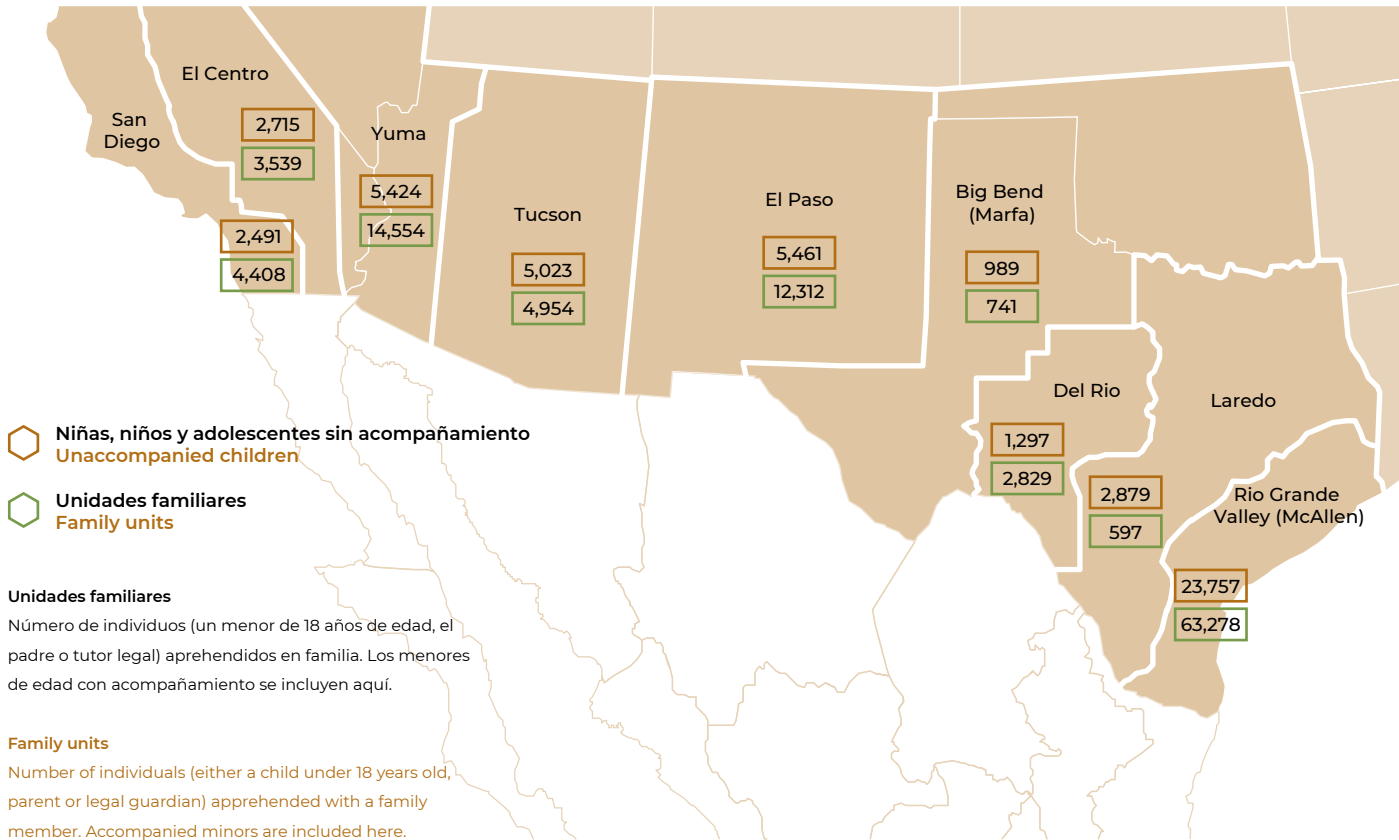 El Centro
2,715
3,539
San
Diego
2,491
4,408
Yuma
5,424
14,554
Tucson
5,023
4,954
El Paso
5,461
12,312
Big Bend
(Marfa)
989
741
Del Rio
1,297
2,829
Laredo
2,879
597
Rio Grande
Valley (McAllen)
23,757
63,278
Niñas, niños y adolescentes sin acompañamiento
Unaccompanied children
Unidades familiares
Family units
Unidades familiares
Número de individuos (un menor de 18 años de edad, el
padre o tutor legal) aprehendidos en familia. Los menores
de edad con acompañamiento se incluyen aquí.
Family units
Number of individuals (either a child under 18 years old,
parent or legal guardian) apprehended with a family
member. Accompanied minors are included here.